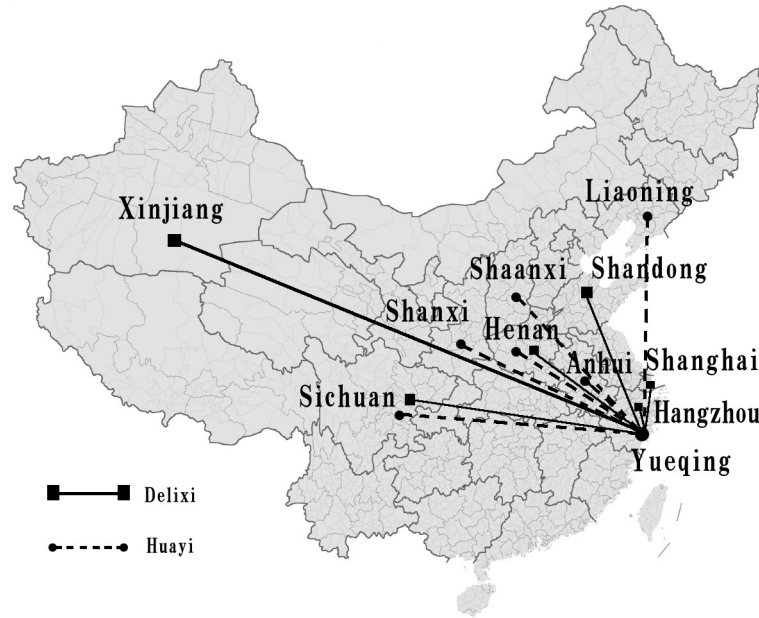 Liaoning
Xinjiang
Shaanxi
Shandong
Shanxi
Henan
Anhui
Shanghai
Sichuan
Hangzhou
Yueqing
Delixi
Huayi